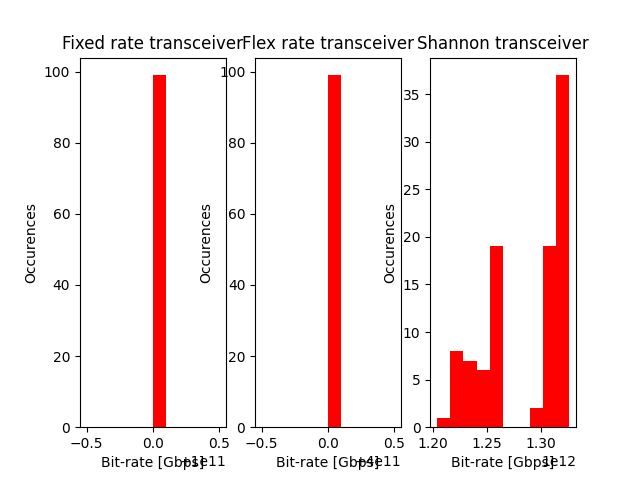 Fixed rate transceiver
Flex rate transceiver
Shannon transceiver
Occurences
100
80
60
40
20
0
−0.5
0.0
0.5
Bit-rate [Gbps]
+1e11
Occurences
100
80
60
40
20
0
−0.5
0.0
0.5
Bit-rate [Gbps]
+4e11
Occurences
35
30
25
20
15
10
5
0
1.20
1.25
1.30
Bit-rate [Gbps]
1e12